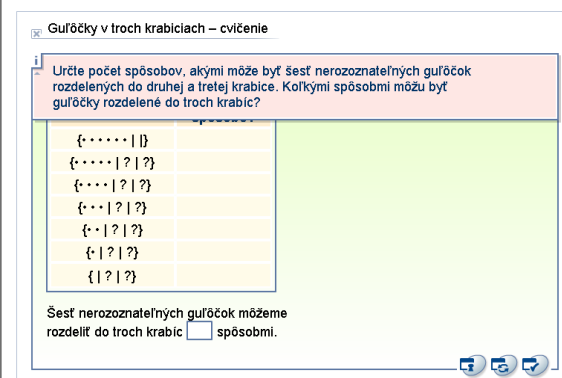 Guľôčky v troch krabiciach – cvičenie
i
Určte počet spôsobov, akými môže byť šesť nerozoznateľných guľôčok
rozdelených do druhej a tretej krabice. Koľkými spôsobmi môžu byť
guľôčky rozdelené do troch krabíc?
{• • • • • • | |}
{• • • • • | ? | ?}
{• • • • | ? | ?}
{• • • | ? | ?}
{• • | ? | ?}
{• | ? | ?}
{ | ? | ?}
Šesť nerozoznateľných guľôčok môžeme
rozdeliť do troch krabíc spôsobmi.